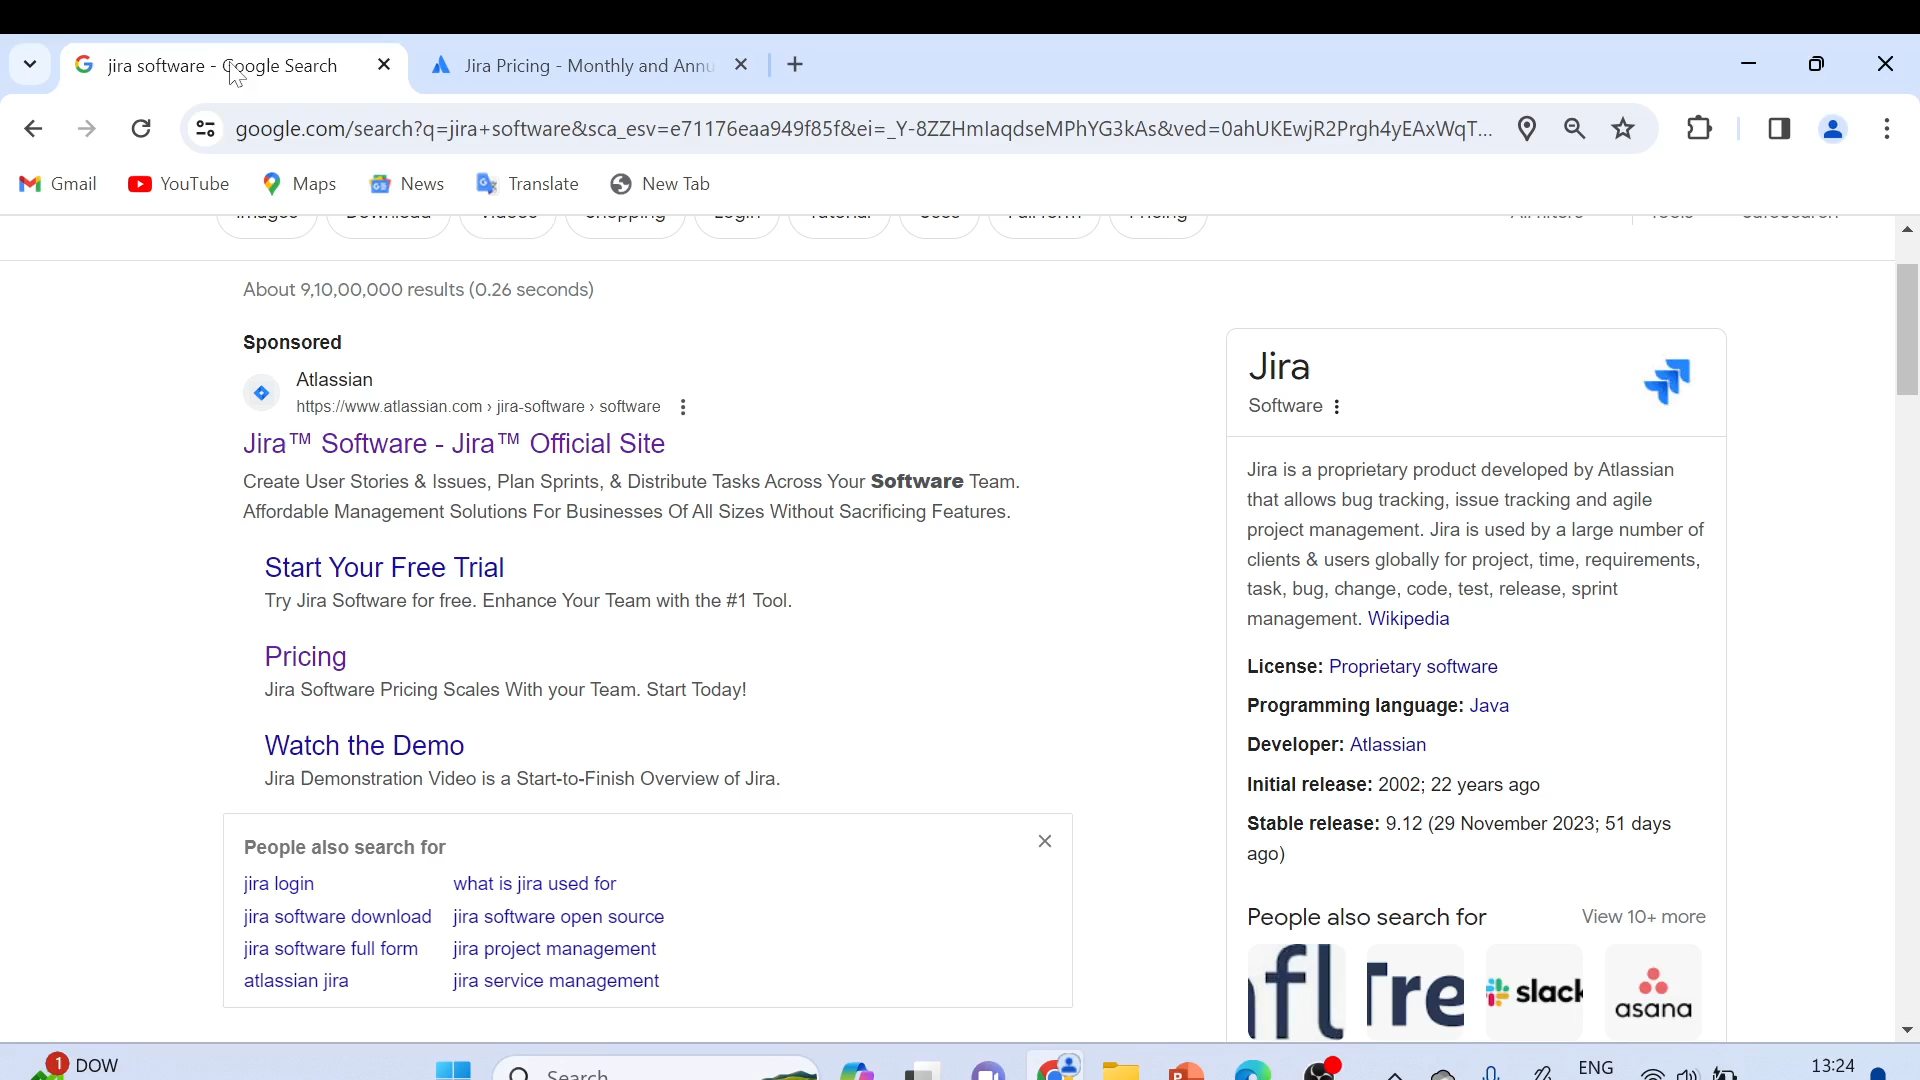 jira software - Google Search
Jira Pricing - Monthly and Annu
google.com/search?q=jira+software&sca_esv=e71176eaa949f85f&ei=_Y-8ZZHmlaqdseMPhYG3kAs&ved=0ahUKEwjR2Prgh4yEAxWqT...
Gmail
YouTube
Maps
News
Translate
New Tab
About 9,10,00,000 results (0.26 seconds)
Sponsored
Atlassian
https://www.atlassian.com › jira-software › software
Jira™ Software - Jira™ Official Site
Create User Stories & Issues, Plan Sprints, & Distribute Tasks Across Your Software Team.
Affordable Management Solutions For Businesses Of All Sizes Without Sacrificing Features.
Start Your Free Trial
Try Jira Software for free. Enhance Your Team with the #1 Tool.
Pricing
Jira Software Pricing Scales With your Team. Start Today!
Watch the Demo
Jira Demonstration Video is a Start-to-Finish Overview of Jira.
People also search for
jira login
what is jira used for
jira software download
jira software open source
jira software full form
jira project management
atlassian jira
jira service management
Jira
Software
Jira is a proprietary product developed by Atlassian
that allows bug tracking, issue tracking and agile
project management. Jira is used by a large number of
clients & users globally for project, time, requirements,
task, bug, change, code, test, release, sprint
management. Wikipedia
License: Proprietary software
Programming language: Java
Developer: Atlassian
Initial release: 2002; 22 years ago
Stable release: 9.12 (29 November 2023; 51 days
ago)
People also search for
View 10+ more
nfl
Tre
slack
asana
1
DOW
Search
ENG
13:24